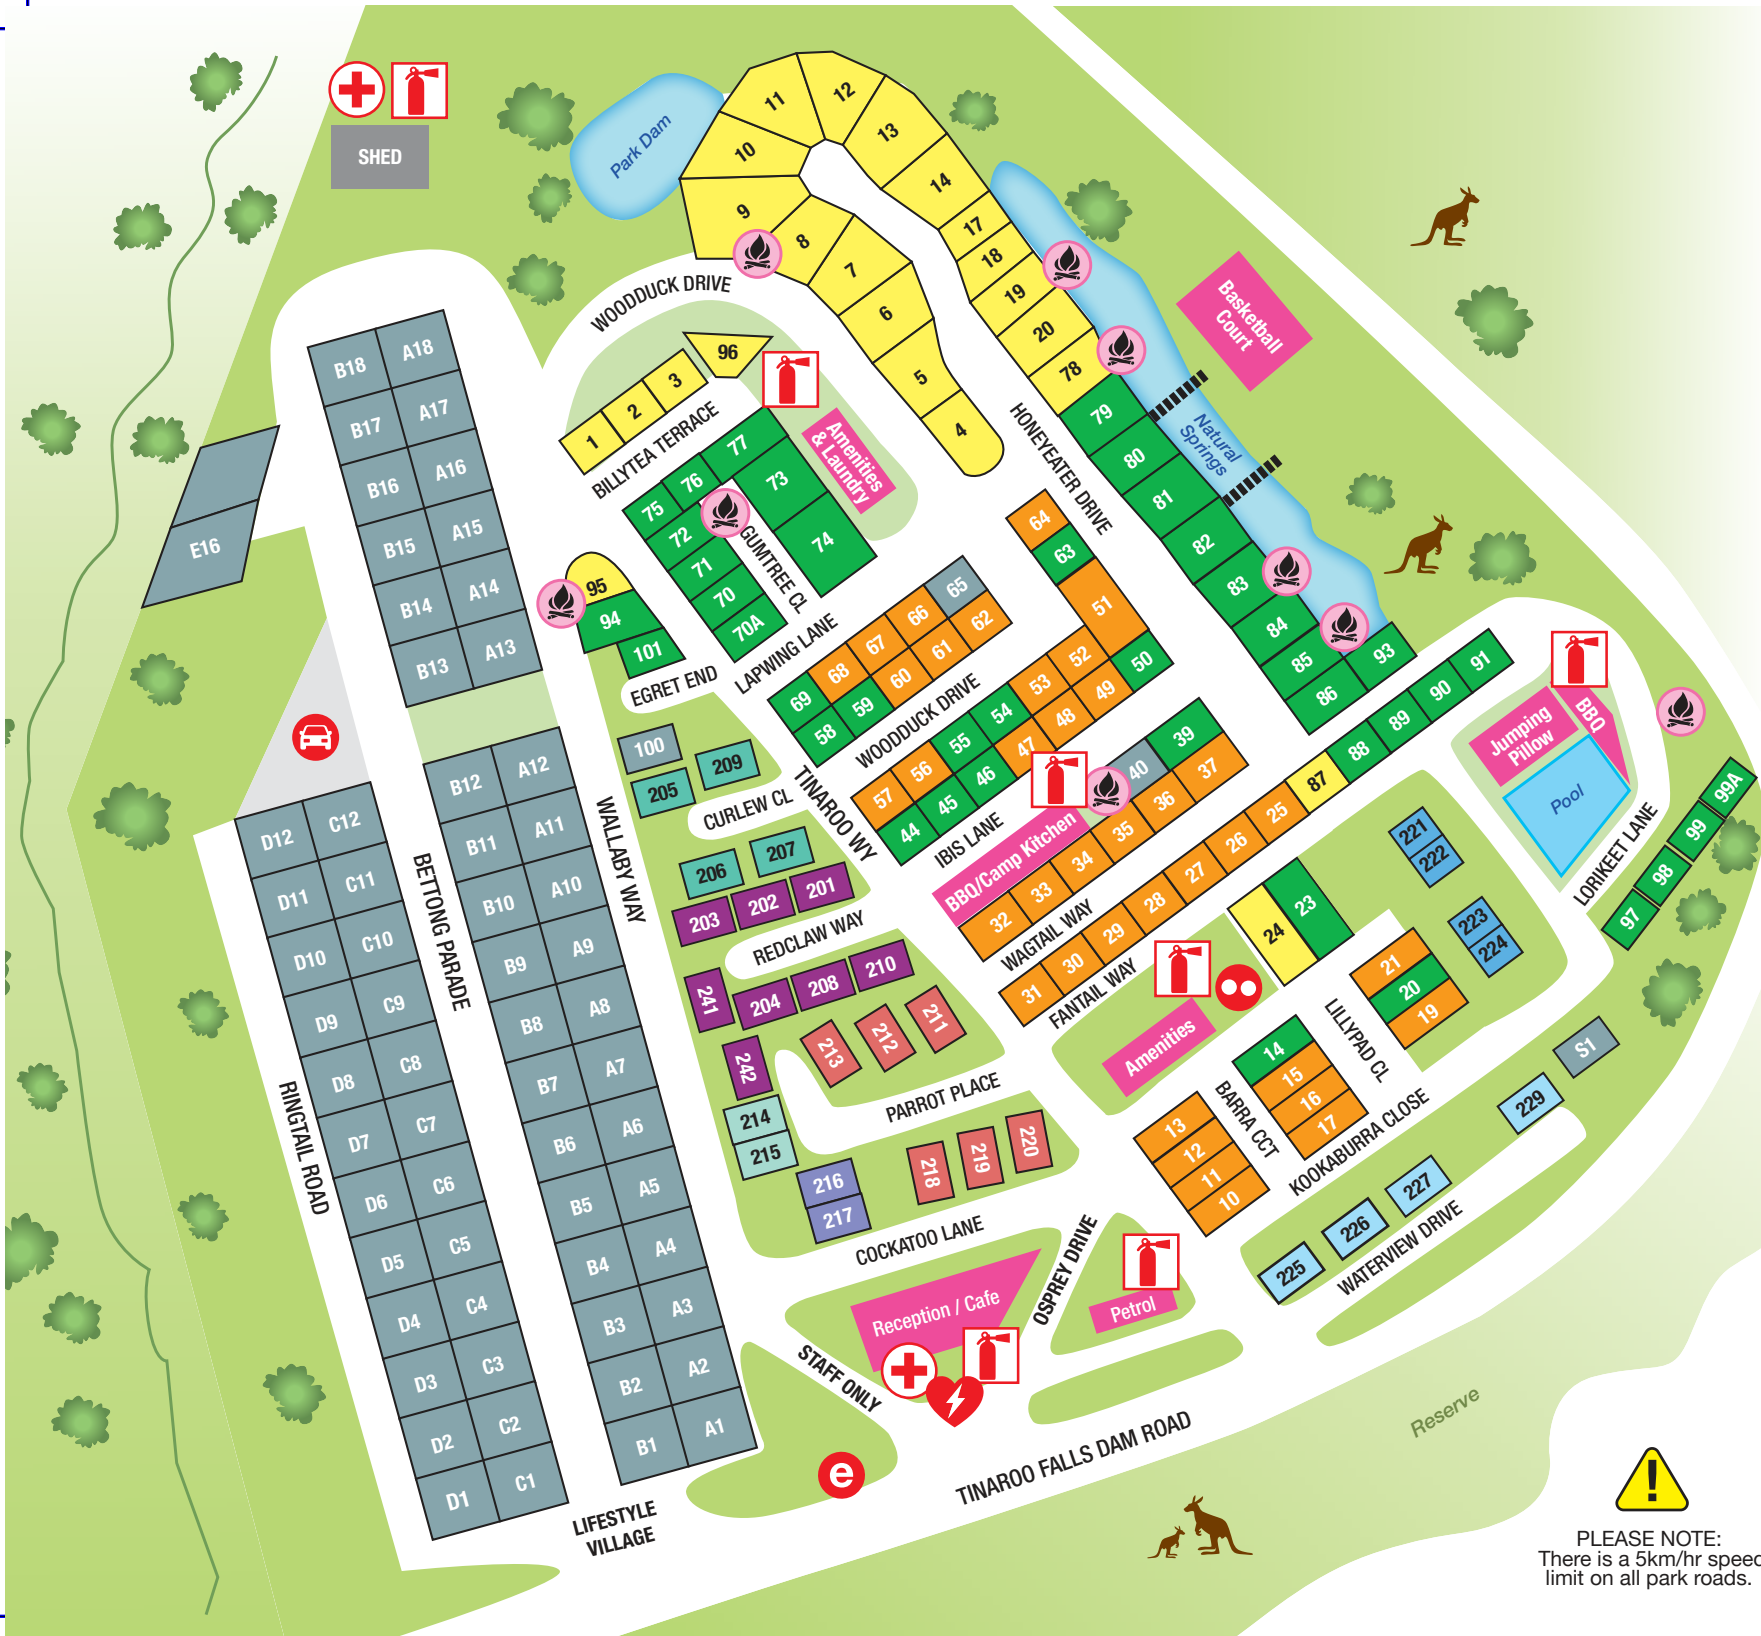 SHED
Park Dam
11
12
13
10
14
9
8
7
6
5
4
17
18
19
20
78
WOODDUCK DRIVE
Basketball
Court
96
3
2
1
BILLYTEA TERRACE
77
76
75
73
74
72
71
70
70A
GUMTREE CL
Amenities
& Laundry
HONEYEATER DRIVE
Natural
Springs
79
80
81
82
83
84
85
86
93
B18
A18
B17
A17
B16
A16
B15
A15
B14
A14
B13
A13
E16
95
94
101
EGRET END
LAPWING LANE
64
63
51
50
65
66
67
68
69
62
61
60
59
58
WOODDUCK DRIVE
52
53
54
55
56
57
49
48
47
46
45
44
IBIS LANE
TINAROO WY
100
209
205
CURLEW CL
207
206
201
202
203
REDCLAW WAY
241
204
208
210
242
213
212
211
214
215
PARROT PLACE
216
217
218
219
220
COCKATOO LANE
39
40
37
36
35
34
33
32
BBQ/Camp Kitchen
WAGTAIL WAY
91
90
89
88
87
25
26
27
28
29
30
31
FANTAIL WAY
Jumping
Pillow
BBQ
Pool
LORIKEET LANE
99A
99
98
97
221
222
223
224
23
24
Amenities
21
20
19
LILLYPAD CL
14
15
16
17
BARRA CCT
13
12
11
10
KOOKABURRA CLOSE
S1
229
227
226
225
WATERVIEW DRIVE
B12
A12
B11
A11
B10
A10
B9
A9
B8
A8
B7
A7
B6
A6
B5
A5
B4
A4
B3
A3
B2
A2
B1
A1
WALLABY WAY
BETTONG PARADE
D12
C12
D11
C11
D10
C10
D9
C9
D8
C8
D7
C7
D6
C6
D5
C5
D4
C4
D3
C3
D2
C2
D1
C1
RINGTAIL ROAD
LIFESTYLE
VILLAGE
Reception / Cafe
OSPREY DRIVE
Petrol
STAFF ONLY
e
TINAROO FALLS DAM ROAD
Reserve
!
PLEASE NOTE:
There is a 5km/hr speed
limit on all park roads.